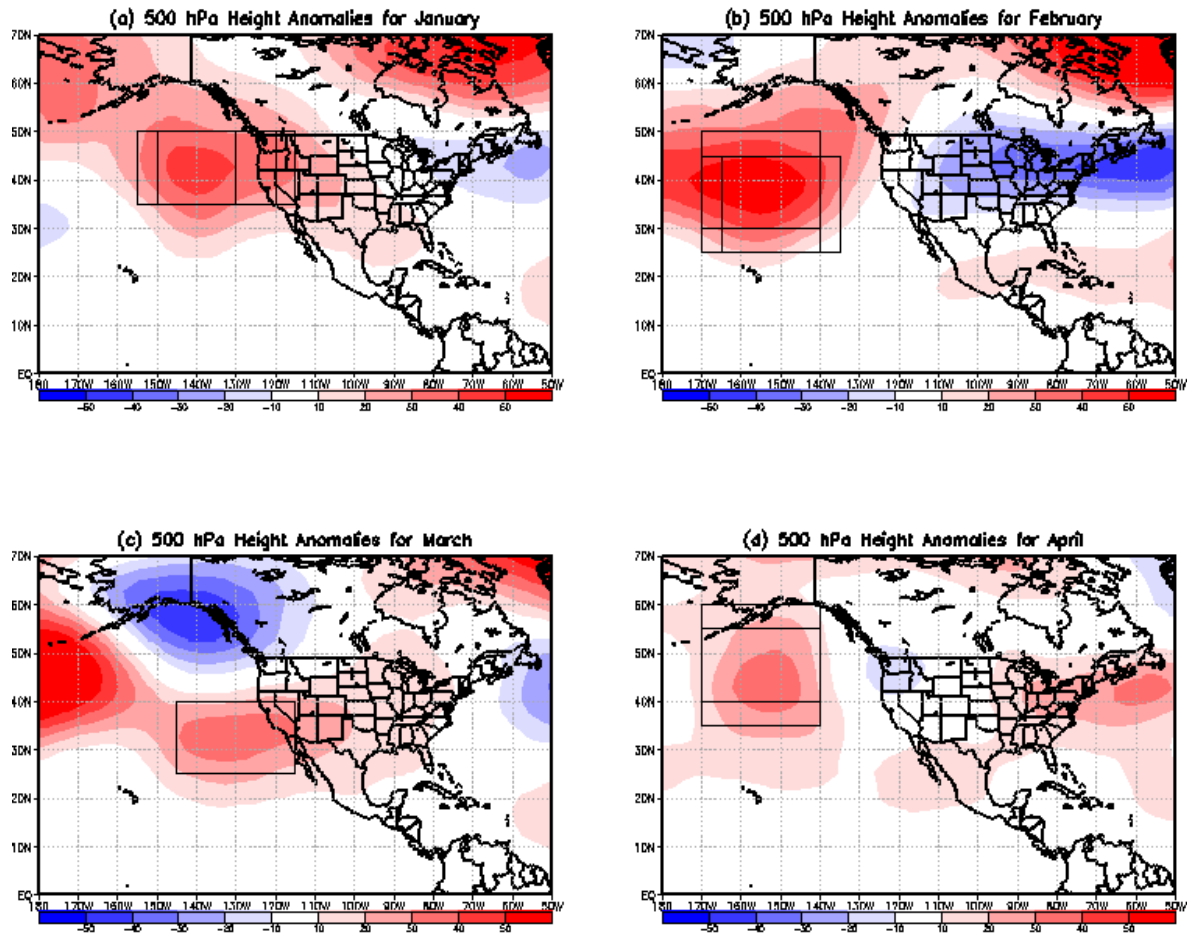 (a) 500 hPa Height Anomalies for January
70N
60N
50N
40N
30N
20N
10N
EQ
180 170W 160W 150W 140W 130W 120W 110W 100W 90W 80W 70W 60W 50W
-50 -40 -30 -20 -10 10 20 30 40 50
(b) 500 hPa Height Anomalies for February
70N
60N
50N
40N
30N
20N
10N
EQ
180 170W 160W 150W 140W 130W 120W 110W 100W 90W 80W 70W 60W 50W
-50 -40 -30 -20 -10 10 20 30 40 50
(c) 500 hPa Height Anomalies for March
70N
60N
50N
40N
30N
20N
10N
EQ
180 170W 160W 150W 140W 130W 120W 110W 100W 90W 80W 70W 60W 50W
-50 -40 -30 -20 -10 10 20 30 40 50
(d) 500 hPa Height Anomalies for April
70N
60N
50N
40N
30N
20N
10N
EQ
180 170W 160W 150W 140W 130W 120W 110W 100W 90W 80W 70W 60W 50W
-50 -40 -30 -20 -10 10 20 30 40 50